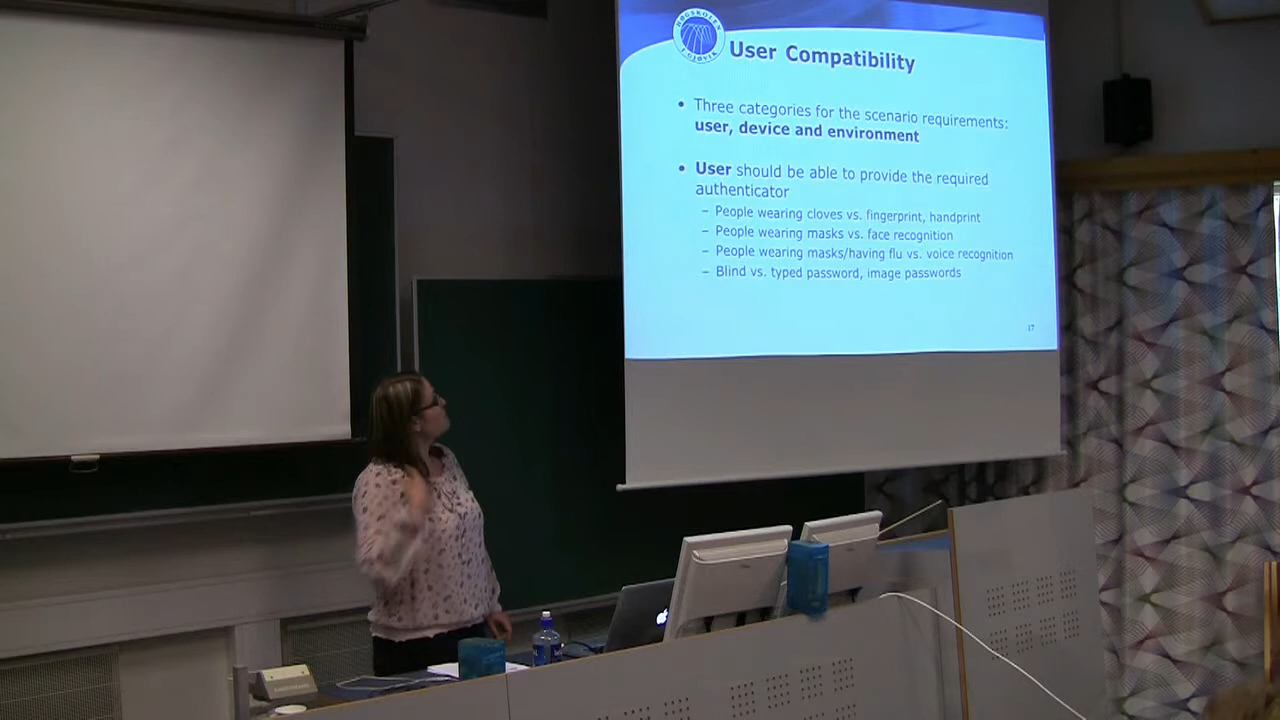 HØGSKOLEN
I GJØVIK
User Compatibility
• Three categories for the scenario requirements:
user, device and environment
• User should be able to provide the required
authenticator
– People wearing cloves vs. fingerprint, handprint
– People wearing masks vs. face recognition
– People wearing masks/having flu vs. voice recognition
– Blind vs. typed password, image passwords
17